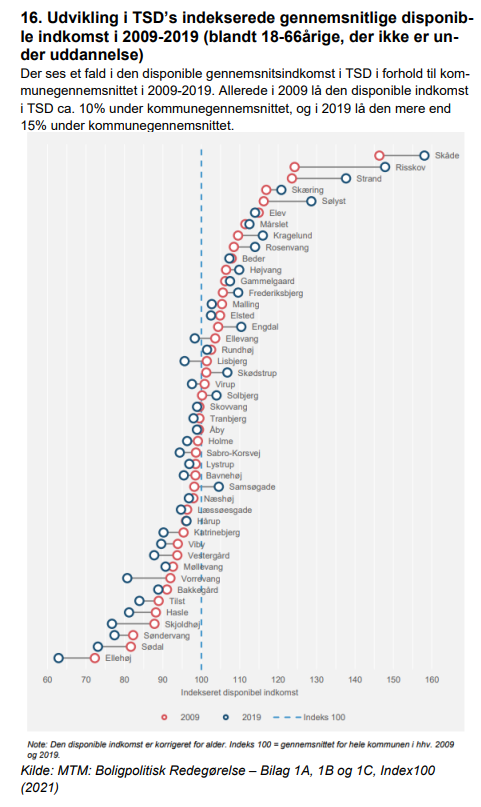 16. Udvikling i TSD's indekserede gennemsnitlige disponib-
le indkomst i 2009-2019 (blandt 18-66årige, der ikke er un-
der uddannelse)
Der ses et fald i den disponible gennemsnitsindkomst i TSD i forhold til kom-
munegennemsnittet i 2009-2019. Allerede i 2009 lå den disponible indkomst
i TSD ca. 10% under kommunegennemsnittet, og i 2019 lå den mere end
15% under kommunegennemsnittet.
Skåde
Risskov
Strand
Skæring
Sølyst
Elev
Mårslet
Kragelund
Rosenvang
Beder
Højvang
Gammelgaard
Frederiksbjerg
Malling
Elsted
Engdal
Ellevang
Rundhøj
Lisbjerg
Skødstrup
Virup
Solbjerg
Skovvang
Tranbjerg
Åby
Holme
Sabro-Korsvej
Lystrup
Bavnehøj
Samsøgade
Næshøj
Læssøesgade
Hårup
Katrinebjerg
Viby
Vestergård
Møllevang
Vorrevang
Bakkegård
Tilst
Hasle
Skjoldhøj
Søndervang
Sødal
Ellehøj
60 70 80 90 100 110 120 130 140 150 160
Indekseret disponibel indkomst
2009 2019 Indeks 100
Note: Den disponible indkomst er korrigeret for alder. Indeks 100 = gennemsnittet for hele kommunen i hhv. 2009
og 2019.
Kilde: MTM: Boligpolitisk Redegørelse – Bilag 1A, 1B og 1C, Index100
(2021)